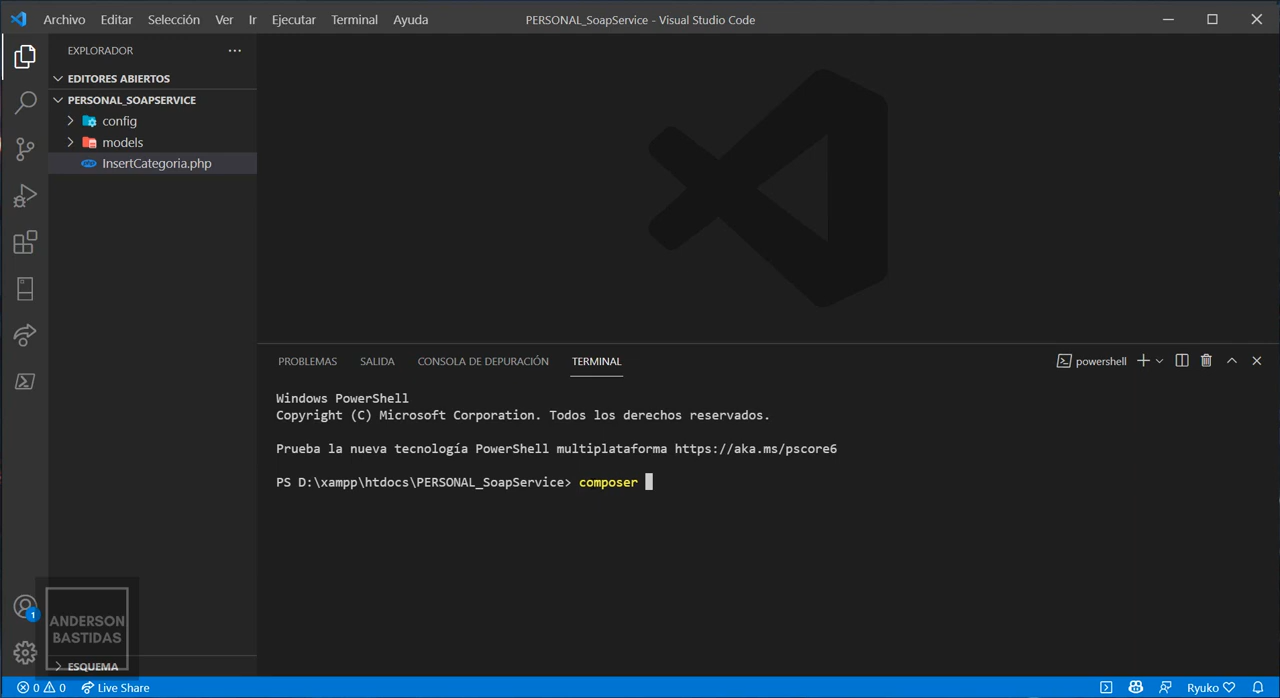 Archivo Editar Selección Ver Ir Ejecutar Terminal Ayuda
PERSONAL_SoapService - Visual Studio Code
EXPLORADOR
EDITORES ABIERTOS
PERSONAL_SOAPSERVICE
config
models
php InsertCategoria.php
PROBLEMAS SALIDA CONSOLA DE DEPURACIÓN TERMINAL
powershell
Windows PowerShell
Copyright (C) Microsoft Corporation. Todos los derechos reservados.
Prueba la nueva tecnología PowerShell multiplataforma https://aka.ms/pscore6
PS D:\xampp\htdocs\PERSONAL_SoapService> composer
1
ANDERSON
BASTIDAS
ESQUEMA
0 0 Live Share
Ryuko